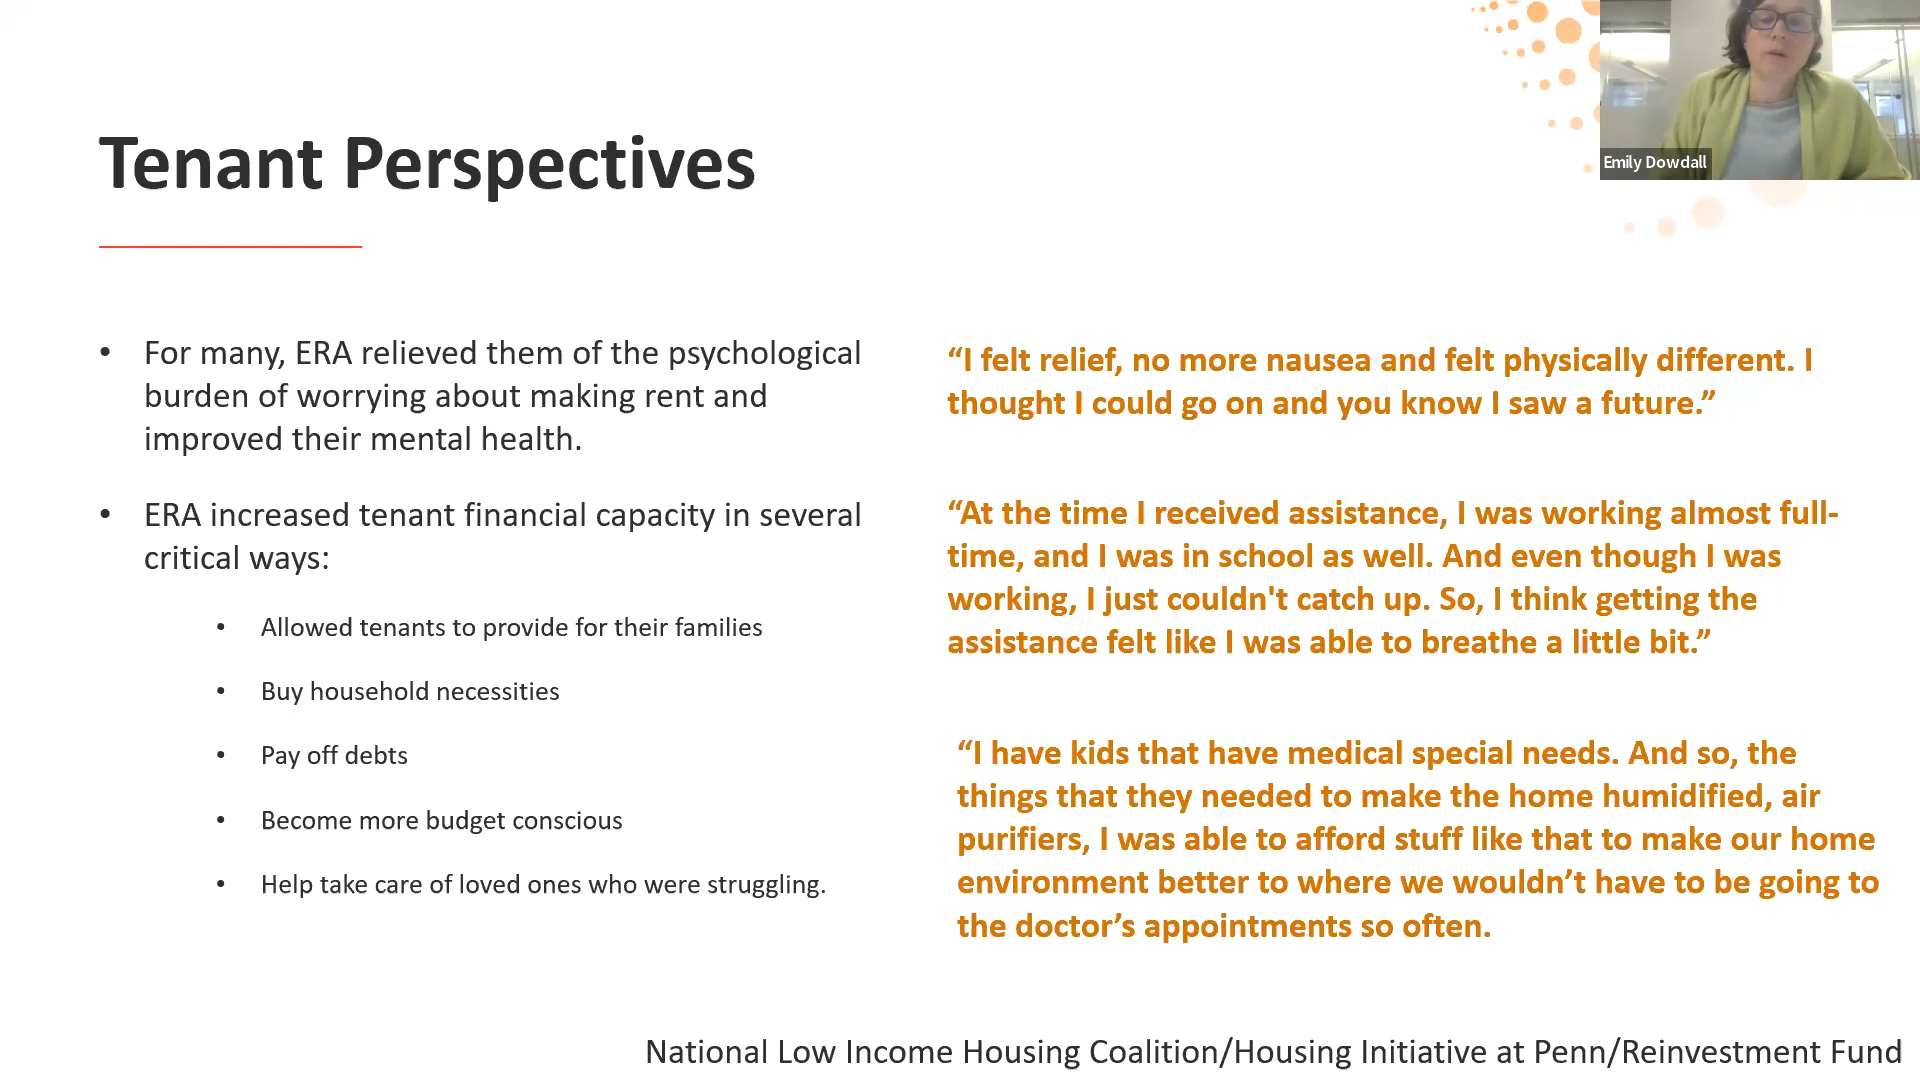 Emily Dowdall
Tenant Perspectives
• For many, ERA relieved them of the psychological
burden of worrying about making rent and
improved their mental health.
• ERA increased tenant financial capacity in several
critical ways:
• Allowed tenants to provide for their families
• Buy household necessities
• Pay off debts
• Become more budget conscious
• Help take care of loved ones who were struggling.
“I felt relief, no more nausea and felt physically different. I
thought I could go on and you know I saw a future.”
“At the time I received assistance, I was working almost full-
time, and I was in school as well. And even though I was
working, I just couldn't catch up. So, I think getting the
assistance felt like I was able to breathe a little bit.”
“I have kids that have medical special needs. And so, the
things that they needed to make the home humidified, air
purifiers, I was able to afford stuff like that to make our home
environment better to where we wouldn’t have to be going to
the doctor’s appointments so often.
National Low Income Housing Coalition/Housing Initiative at Penn/Reinvestment Fund